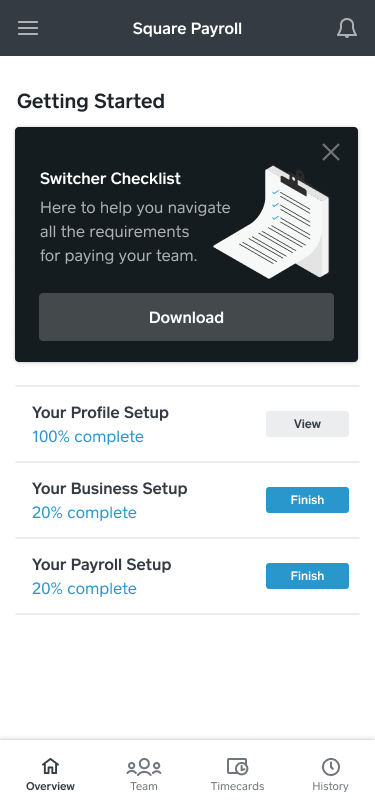 Square Payroll
Getting Started
Switcher Checklist
Here to help you navigate
all the requirements
for paying your team.
Download
Your Profile Setup
100% complete
View
Your Business Setup
20% complete
Finish
Your Payroll Setup
20% complete
Finish
Overview
Team
Timecards
History